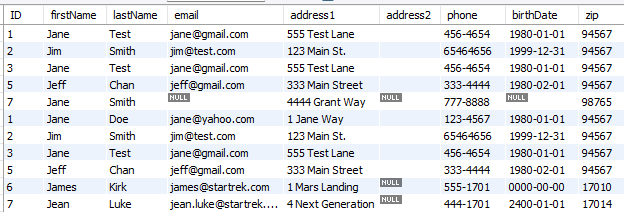 ID firstName lastName email address1 address2 phone birthDate zip
1 Jane Test jane@gmail.com 555 Test Lane 456-4654 1980-01-01 94567
2 Jim Smith jim@test.com 123 Main St. 65464656 1999-12-31 94567
3 Jane Test jane@gmail.com 555 Test Lane 456-4654 1980-01-01 94567
5 Jeff Chan jeff@gmail.com 333 Main Street 333-4444 1980-02-01 94567
7 Jane Smith NULL 4444 Grant Way NULL 777-8888 NULL 98765
1 Jane Doe jane@yahoo.com 1 Jane Way NULL 123-4567 1980-01-01 94567
2 Jim Smith jim@test.com 123 Main St. 65464656 1999-12-31 94567
3 Jane Test jane@gmail.com 555 Test Lane 456-4654 1980-01-01 94567
5 Jeff Chan jeff@gmail.com 333 Main Street 333-4444 1980-02-01 94567
6 James Kirk james@startrek.com 1 Mars Landing NULL 555-1701 0000-00-00 17010
7 Jean Luke jean.luke@startrek.... 4 Next Generation NULL 444-1701 2400-01-01 17014